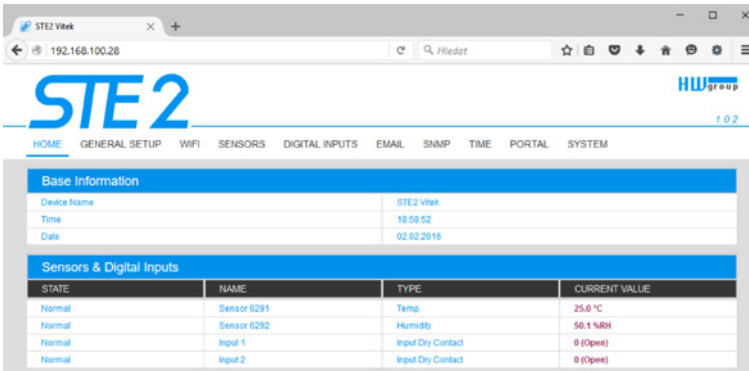 STE2 Vitek
192.168.100.28
Hledat
STE 2
HWgroup
1.0.2
HOME GENERAL SETUP WIFI SENSORS DIGITAL INPUTS EMAIL SNMP TIME PORTAL SYSTEM
Base Information
Device Name STE2 Vitek
Time 18:58:52
Date 02.02.2016
Sensors & Digital Inputs
STATE NAME TYPE CURRENT VALUE
Normal Sensor 6291 Temp. 25.0 °C
Normal Sensor 6292 Humidity 50.1 %RH
Normal Input 1 Input Dry Contact 0 (Open)
Normal Input 2 Input Dry Contact 0 (Open)